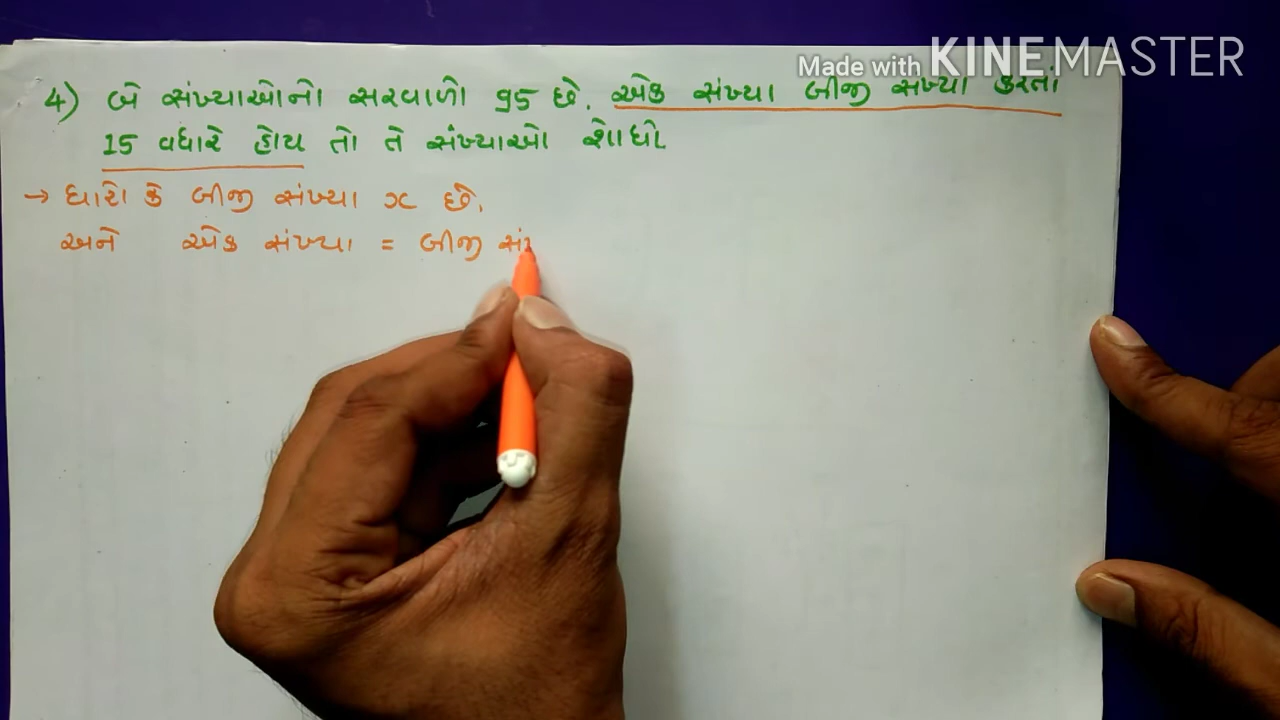 Made with KINEMASTER
4) બે સંખ્યાઓનો સરવાળો 95 છે. એક સંખ્યા બીજી સંખ્યા કરતાં
15 વધારે હોય તો તે સંખ્યાઓ શોધો
→ ધારો કે બીજી સંખ્યા x છે.
અને એક સંખ્યા = બીજી